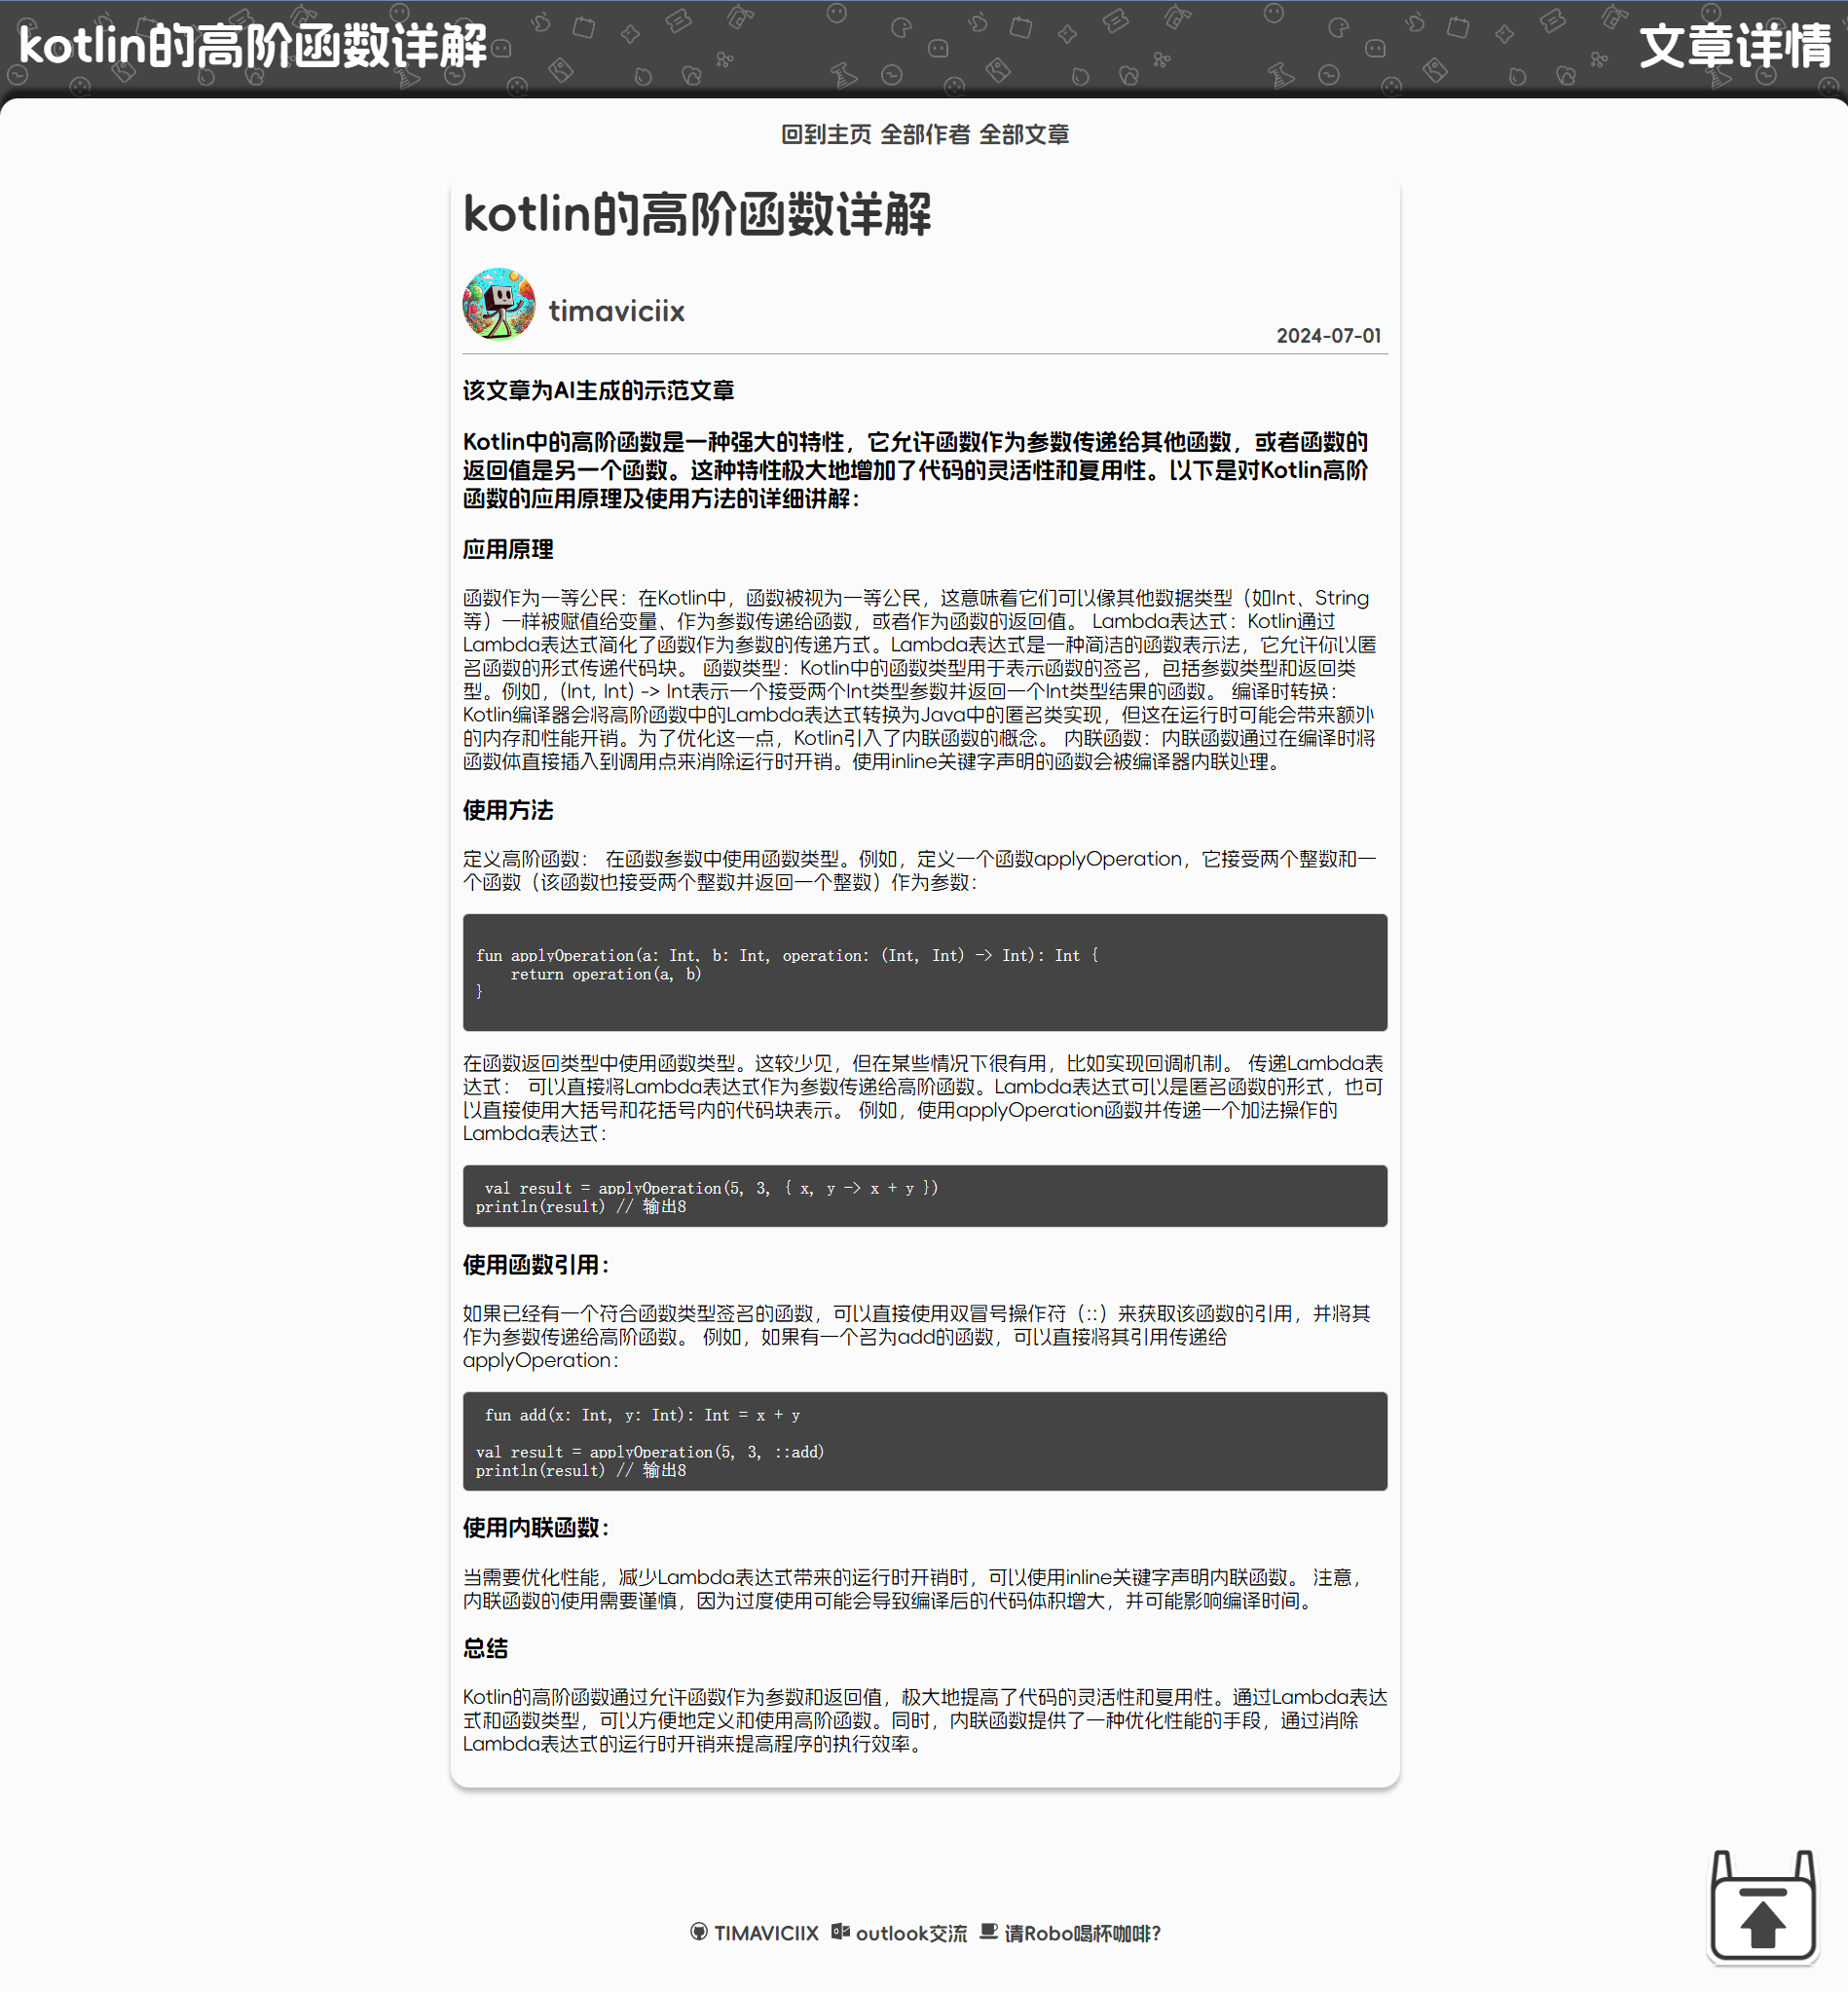 kotlin的高阶函数详解
文章详情
回到主页 全部作者 全部文章
kotlin的高阶函数详解
timaviciix
2024-07-01
该文章为AI生成的示范文章
Kotlin中的高阶函数是一种强大的特性，它允许函数作为参数传递给其他函数，或者函数的
返回值是另一个函数。这种特性极大地增加了代码的灵活性和复用性。以下是对Kotlin高阶
函数的应用原理及使用方法的详细讲解：
应用原理
函数作为一等公民：在Kotlin中，函数被视为一等公民，这意味着它们可以像其他数据类型（如Int、String
等）一样被赋值给变量、作为参数传递给函数，或者作为函数的返回值。 Lambda表达式：Kotlin通过
Lambda表达式简化了函数作为参数的传递方式。Lambda表达式是一种简洁的函数表示法，它允许你以匿
名函数的形式传递代码块。 函数类型：Kotlin中的函数类型用于表示函数的签名，包括参数类型和返回类
型。例如，(Int, Int) -> Int表示一个接受两个Int类型参数并返回一个Int类型结果的函数。 编译时转换：
Kotlin编译器会将高阶函数中的Lambda表达式转换为Java中的匿名类实现，但这在运行时可能会带来额外
的内存和性能开销。为了优化这一点，Kotlin引入了内联函数的概念。 内联函数：内联函数通过在编译时将
函数体直接插入到调用点来消除运行时开销。使用inline关键字声明的函数会被编译器内联处理。
使用方法
定义高阶函数： 在函数参数中使用函数类型。例如，定义一个函数applyOperation，它接受两个整数和一
个函数（该函数也接受两个整数并返回一个整数）作为参数：
fun applyOperation(a: Int, b: Int, operation: (Int, Int) -> Int): Int {
    return operation(a, b)
}
在函数返回类型中使用函数类型。这较少见，但在某些情况下很有用，比如实现回调机制。 传递Lambda表
达式： 可以直接将Lambda表达式作为参数传递给高阶函数。Lambda表达式可以是匿名函数的形式，也可
以直接使用大括号和花括号内的代码块表示。 例如，使用applyOperation函数并传递一个加法操作的
Lambda表达式：
 val result = applyOperation(5, 3, { x, y -> x + y })
println(result) // 输出8
使用函数引用：
如果已经有一个符合函数类型签名的函数，可以直接使用双冒号操作符（::）来获取该函数的引用，并将其
作为参数传递给高阶函数。 例如，如果有一个名为add的函数，可以直接将其引用传递给
applyOperation：
 fun add(x: Int, y: Int): Int = x + y
val result = applyOperation(5, 3, ::add)
println(result) // 输出8
使用内联函数：
当需要优化性能，减少Lambda表达式带来的运行时开销时，可以使用inline关键字声明内联函数。 注意，
内联函数的使用需要谨慎，因为过度使用可能会导致编译后的代码体积增大，并可能影响编译时间。
总结
Kotlin的高阶函数通过允许函数作为参数和返回值，极大地提高了代码的灵活性和复用性。通过Lambda表达
式和函数类型，可以方便地定义和使用高阶函数。同时，内联函数提供了一种优化性能的手段，通过消除
Lambda表达式的运行时开销来提高程序的执行效率。
TIMAVICIIX outlook交流 请Robo喝杯咖啡?